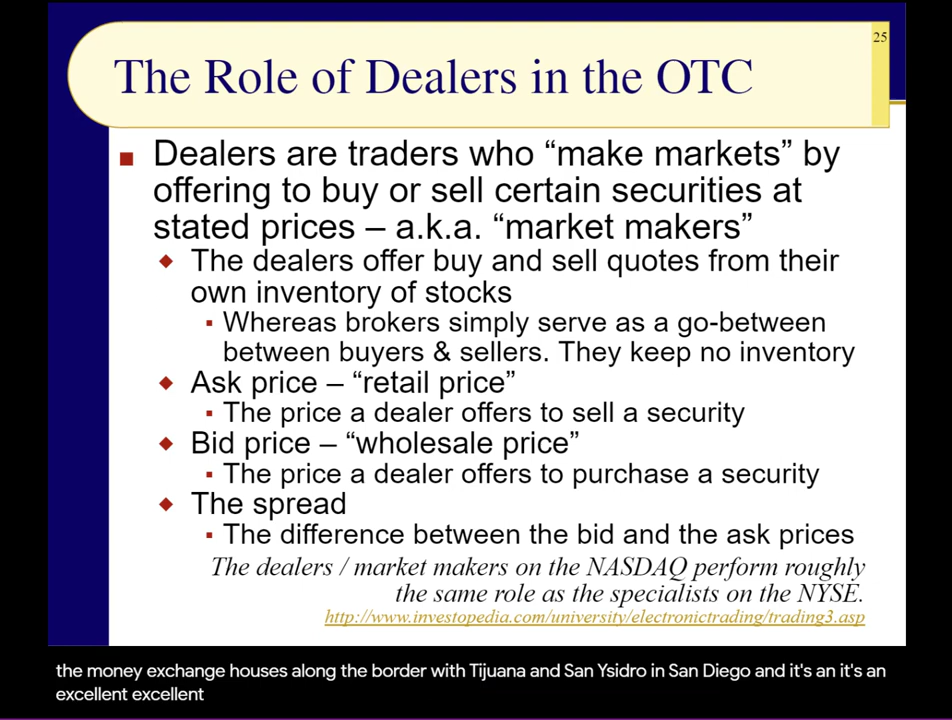 25
The Role of Dealers in the OTC
Dealers are traders who “make markets” by
offering to buy or sell certain securities at
stated prices – a.k.a. “market makers”
The dealers offer buy and sell quotes from their
own inventory of stocks
Whereas brokers simply serve as a go-between
between buyers & sellers. They keep no inventory
Ask price – “retail price”
The price a dealer offers to sell a security
Bid price – “wholesale price”
The price a dealer offers to purchase a security
The spread
The difference between the bid and the ask prices
The dealers / market makers on the NASDAQ perform roughly
the same role as the specialists on the NYSE.
http://www.investopedia.com/university/electronictrading/trading3.asp
the money exchange houses along the border with Tijuana and San Ysidro in San Diego and it's an it's an
excellent excellent